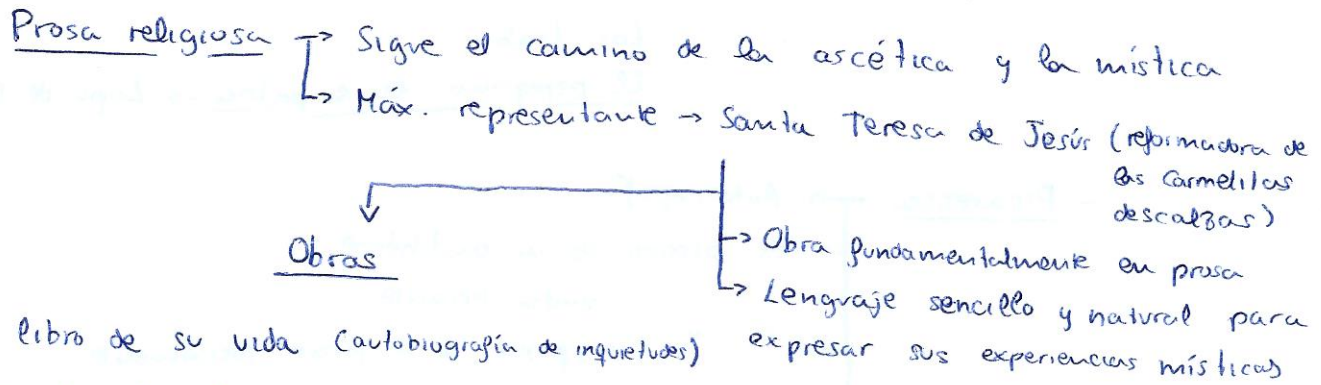 Prosa religiosa → Sigue el camino de la ascética y la mística
↳ Máx. representante → Santa Teresa de Jesús (reformadora de
las Carmelitas
descalzas)
Obras
→ Obra fundamentalmente en prosa
↳ Lenguaje sencillo y natural para
expresar sus experiencias místicas
libro de su vida (autobiografía de inquietudes)